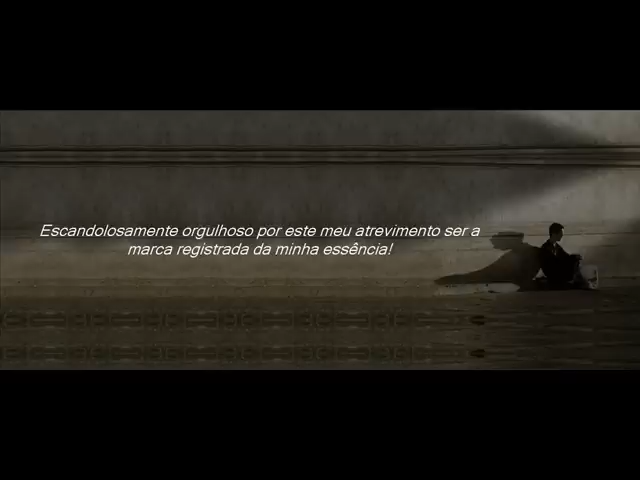 Escandolosamente orgulhoso por este meu atrevimento ser a
marca registrada da minha essência!